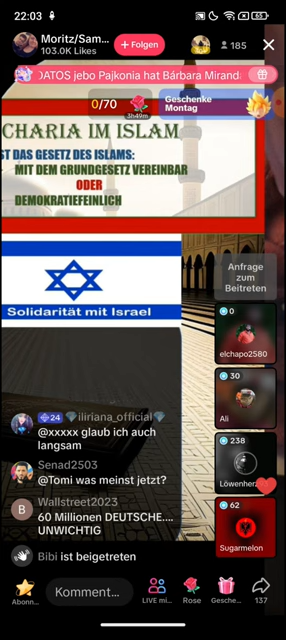 22:03
65
Moritz/Sam...
103.0K Likes
+ Folgen
185
DATOS jebo Pajkonia hat Bárbara Mirand
0/70
3h49m
Geschenke
Montag
CHARIA IM ISLAM
ST DAS GESETZ DES ISLAMS:
MIT DEM GRUNDGESETZ VEREINBAR
ODER
DEMOKRATIEFEINLICH
Solidarität mit Israel
Anfrage
zum
Beitreten
0
elchapo2580
30
Ali
238
Löwenher
62
Sugarmelon
24 iliriana_official
@xxxxx glaub ich auch
langsam
Senad2503
@Tomi was meinst jetzt?
B Wallstreet2023
60 Millionen DEUTSCHE....
UNWICHTIG
Bibi ist beigetreten
Abonn...
Komment...
LIVE mi...
Rose
Gesche...
137